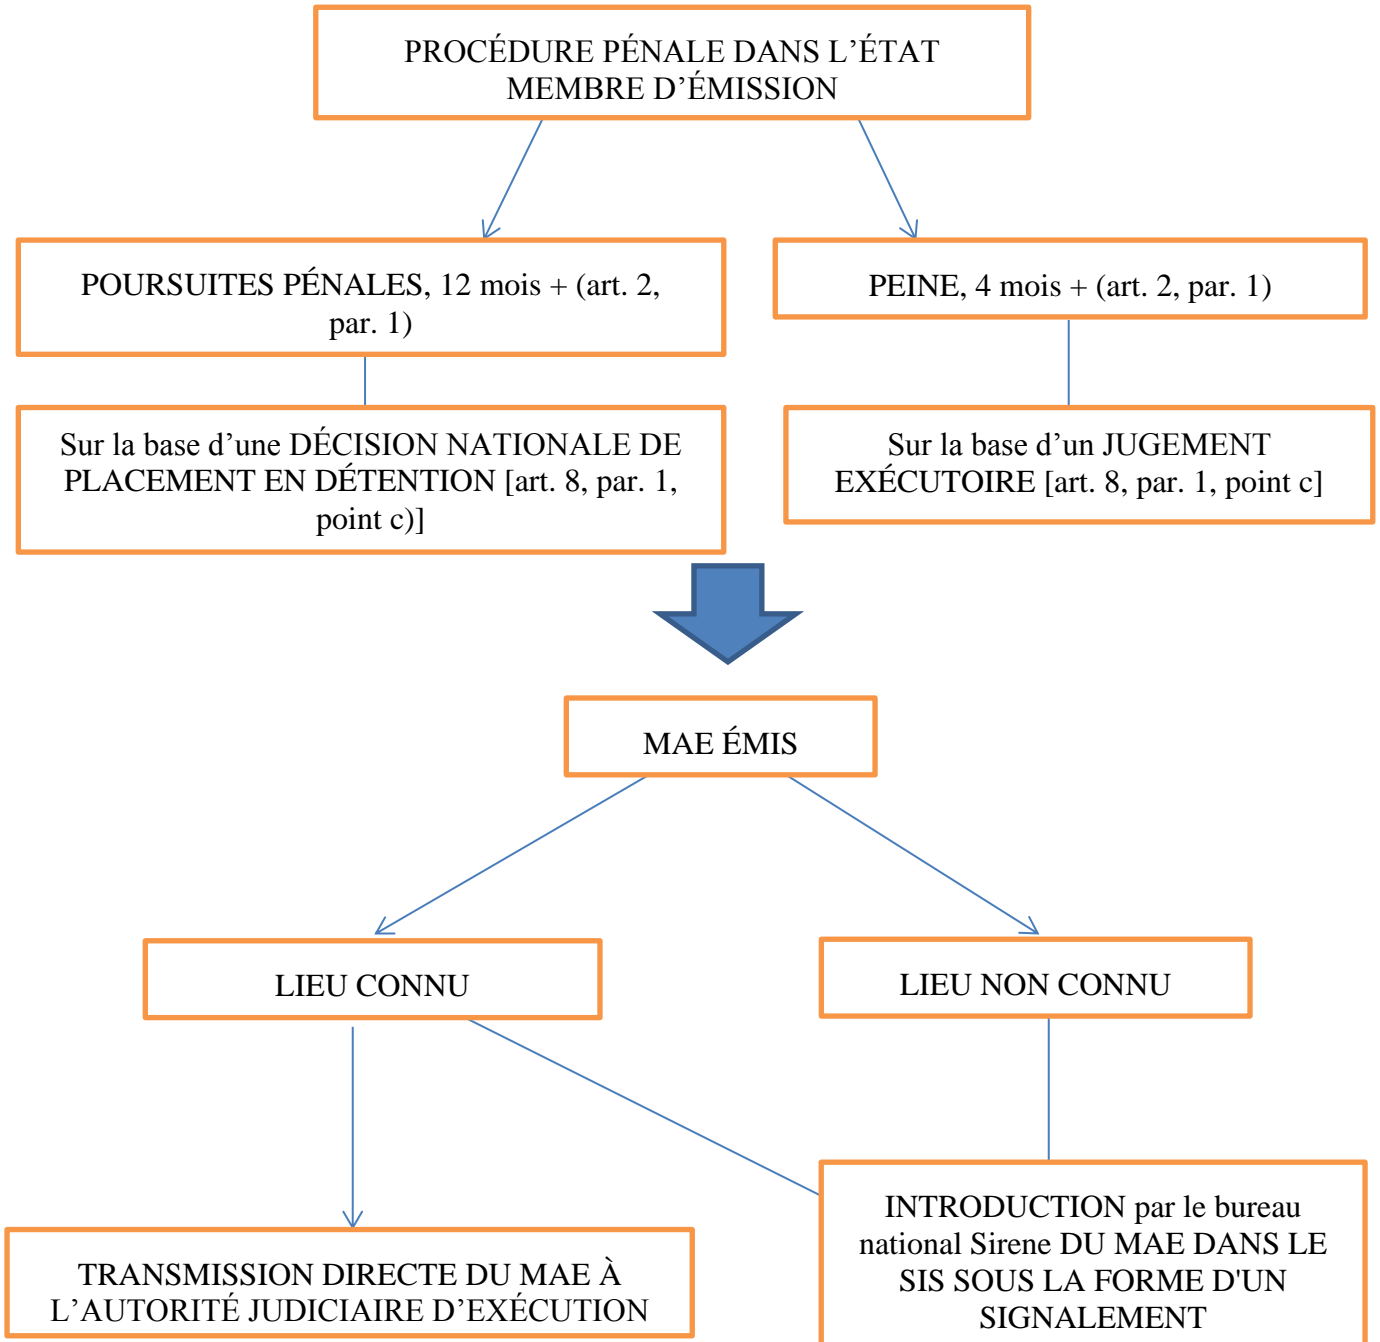 PROCÉDURE PÉNALE DANS L’ÉTAT
MEMBRE D’ÉMISSION
POURSUITES PÉNALES, 12 mois + (art. 2,
par. 1)
PEINE, 4 mois + (art. 2, par. 1)
Sur la base d’une DÉCISION NATIONALE DE
PLACEMENT EN DÉTENTION [art. 8, par. 1,
point c)]
Sur la base d’un JUGEMENT
EXÉCUTOIRE [art. 8, par. 1, point c]
MAE ÉMIS
LIEU CONNU
LIEU NON CONNU
TRANSMISSION DIRECTE DU MAE À
L’AUTORITÉ JUDICIAIRE D’EXÉCUTION
INTRODUCTION par le bureau
national Sirene DU MAE DANS LE
SIS SOUS LA FORME D'UN
SIGNALEMENT